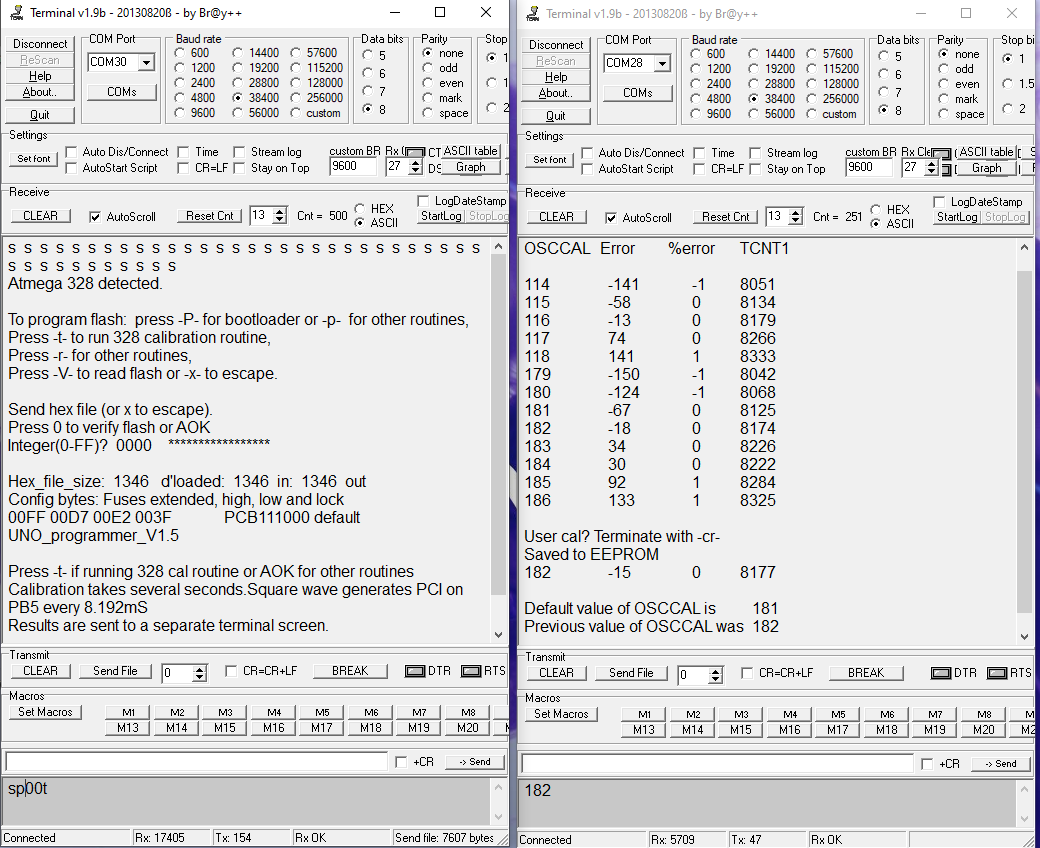 Terminal v1.9b - 20130820ß - by Br@y++
Disconnect
ReScan
Help
About..
Quit
COM Port
COM30
COMs
Baud rate
600 14400 57600
1200 19200 115200
2400 28800 128000
4800 38400 256000
9600 56000 custom
Data bits
5
6
7
8
Parity
none
odd
even
mark
space
Stop
1
1
2
Settings
Set font
Auto Dis/Connect Time Stream log
AutoStart Script CR=LF Stay on Top
custom BR Rx
9600 27
CT ASCII table
DS Graph
Receive
CLEAR AutoScroll Reset Cnt 13 Cnt = 500 HEX
ASCII
LogDateStamp
StartLog StopLog
s s s s s s s s s s s s s s s s s s s s s s s s s s s s s s
s s s s s s s s s s s
Atmega 328 detected.
To program flash: press -P- for bootloader or -p- for other routines,
Press -t- to run 328 calibration routine,
Press -r- for other routines,
Press -V- to read flash or -x- to escape.
Send hex file (or x to escape).
Press 0 to verify flash or AOK
Integer(0-FF)? 0000 *****************
Hex_file_size: 1346 d'loaded: 1346 in: 1346 out
Config bytes: Fuses extended, high, low and lock
00FF 00D7 00E2 003F PCB111000 default
UNO_programmer_V1.5
Press -t- if running 328 cal routine or AOK for other routines
Calibration takes several seconds.Square wave generates PCI on
PB5 every 8.192mS
Results are sent to a separate terminal screen.
Transmit
CLEAR Send File 0 CR=CR+LF BREAK DTR RTS
Macros
Set Macros
M1 M2 M3 M4 M5 M6 M7 M8
M13 M14 M15 M16 M17 M18 M19 M20
+CR -> Send
sp00t
Connected Rx: 17405 Tx: 154 Rx OK Send file: 7607 bytes
Terminal v1.9b - 20130820ß - by Br@y++
Disconnect
ReScan
Help
About..
Quit
COM Port
COM28
COMs
Baud rate
600 14400 57600
1200 19200 115200
2400 28800 128000
4800 38400 256000
9600 56000 custom
Data bits
5
6
7
8
Parity
none
odd
even
mark
space
Stop bi
1
1.5
2
Settings
Set font
Auto Dis/Connect Time Stream log
AutoStart Script CR=LF Stay on Top
custom BR Rx Cle
9600 27
ASCII table
Graph
Receive
CLEAR AutoScroll Reset Cnt 13 Cnt = 251 HEX
ASCII
LogDateStamp
StartLog StopLog
OSCCAL Error %error TCNT1
114 -141 -1 8051
115 -58 0 8134
116 -13 0 8179
117 74 0 8266
118 141 1 8333
179 -150 -1 8042
180 -124 -1 8068
181 -67 0 8125
182 -18 0 8174
183 34 0 8226
184 30 0 8222
185 92 1 8284
186 133 1 8325
User cal? Terminate with -cr-
Saved to EEPROM
182 -15 0 8177
Default value of OSCCAL is 181
Previous value of OSCCAL was 182
Transmit
CLEAR Send File 0 CR=CR+LF BREAK DTR RTS
Macros
Set Macros
M1 M2 M3 M4 M5 M6 M7 M8 M
M13 M14 M15 M16 M17 M18 M19 M20 M2
+CR -> Send
182
Connected Rx: 5709 Tx: 47 Rx OK